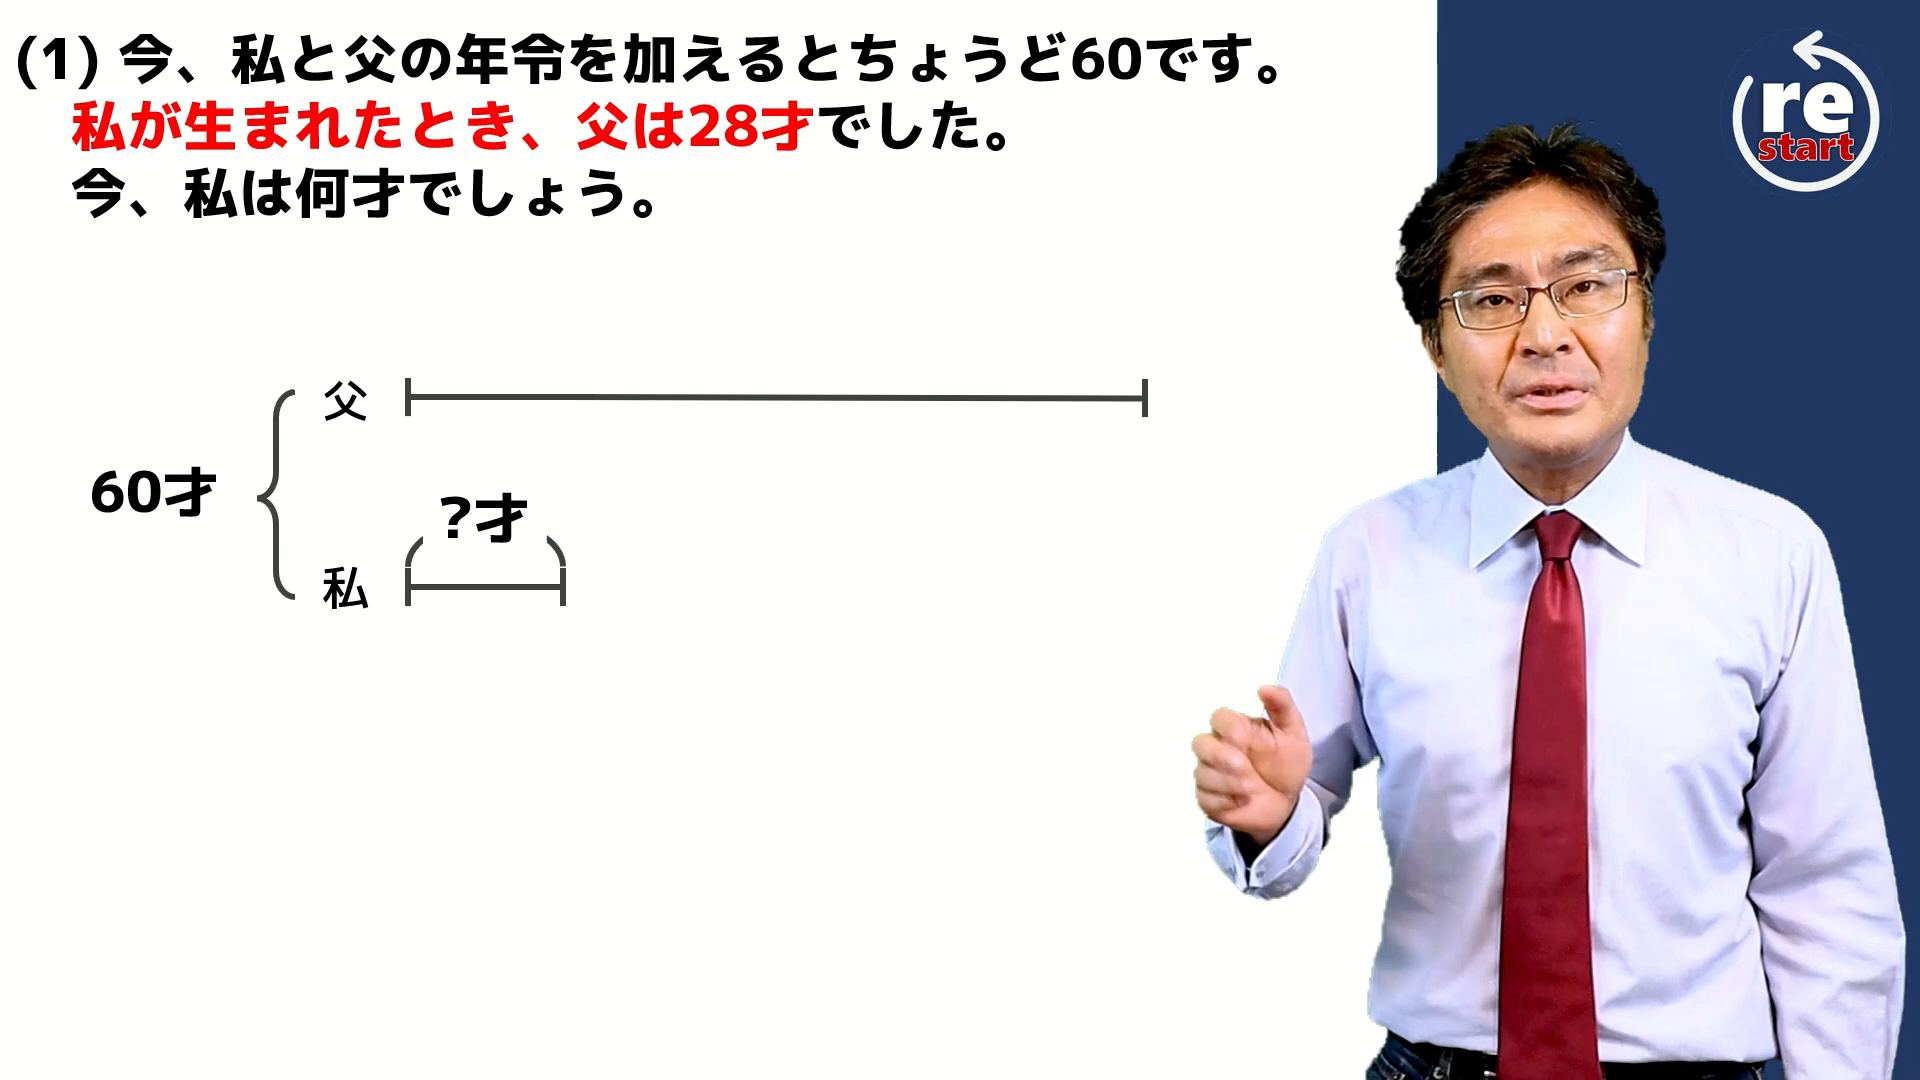 (1) 今、私と父の年令を加えるとちょうど60です。
私が生まれたとき、父は28才でした。
今、私は何才でしょう。
re
start
父
60才
?才
私